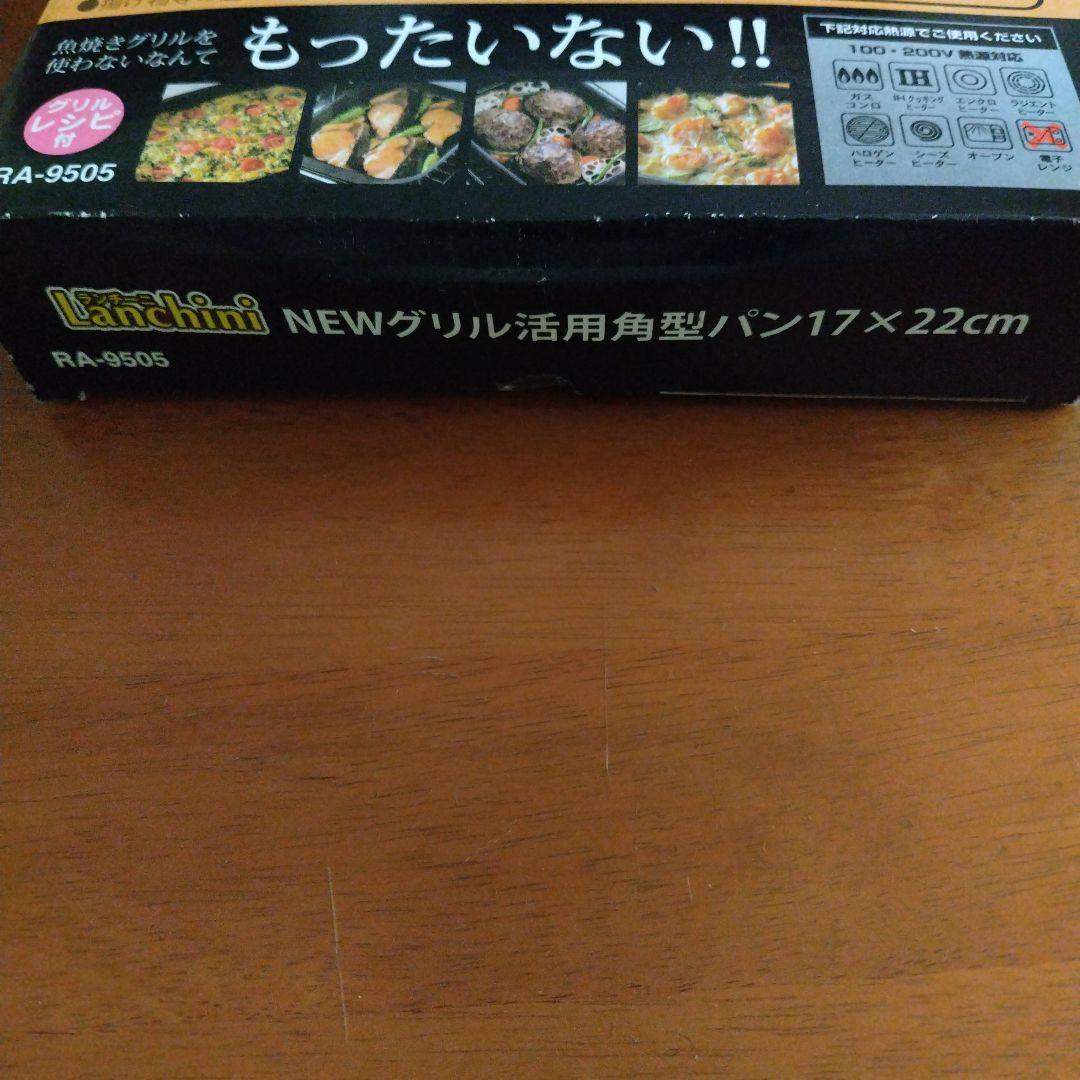 魚焼きグリルを
使わないなんて
もったいない!!
グリル
レシピ
付
RA-9505
下記対応熱源でご使用ください
100・200V 熱源対応
ガス
コンロ
IH
IHクッキング
ヒーター
エンクロ
ヒーター
ラジエント
ヒーター
ハロゲン
ヒーター
シーズ
ヒーター
オーブン
電子
レンジ
ランチーニ
Lanchini
NEWグリル活用角型パン17×22cm
RA-9505